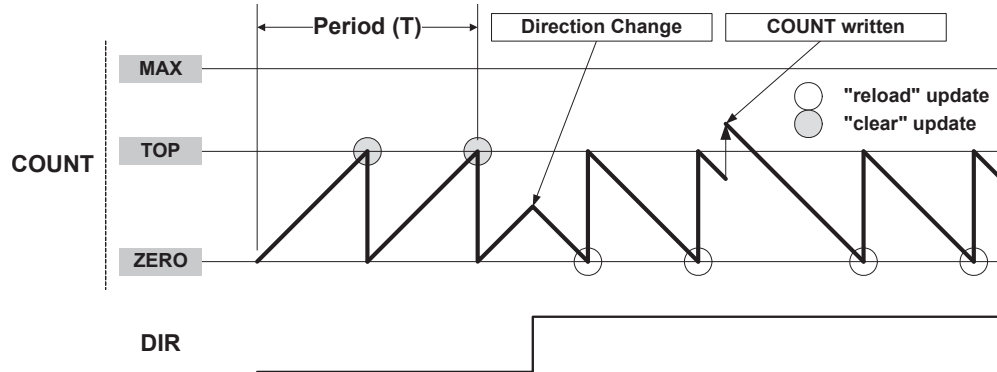 Period (T)
Direction Change
COUNT written
MAX
"reload" update
"clear" update
TOP
COUNT
ZERO
DIR